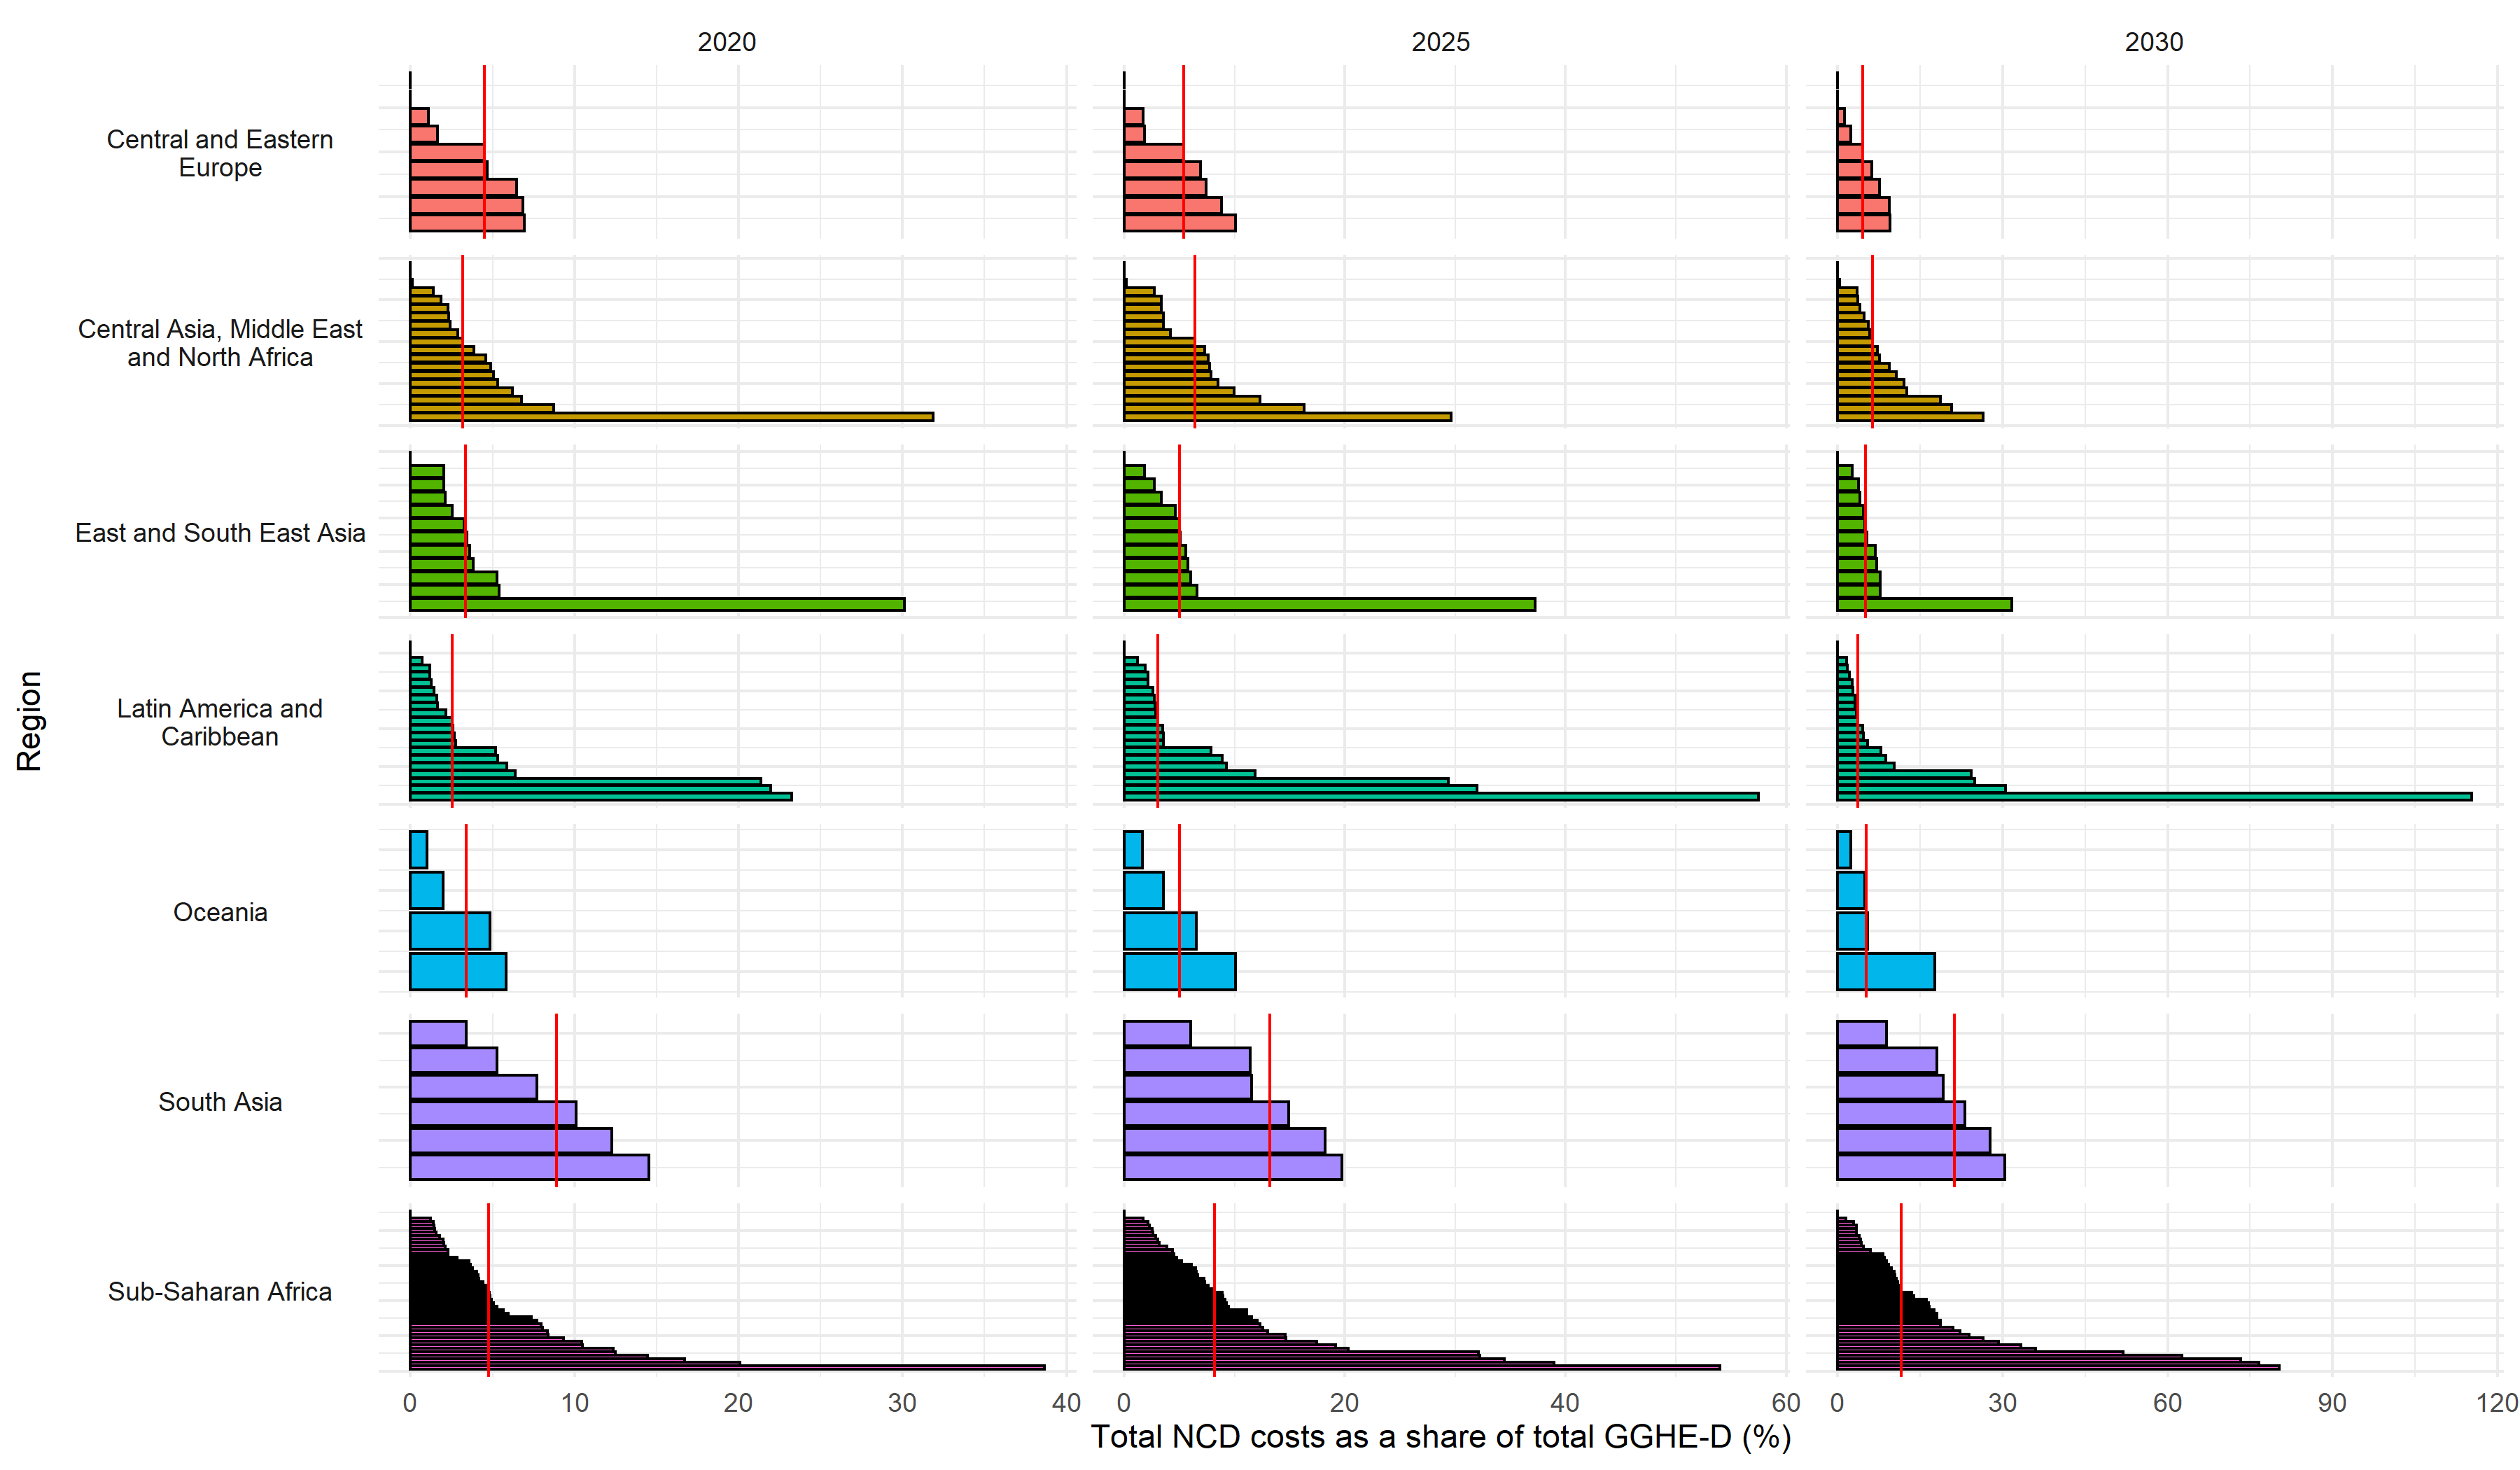 2020 2025 2030
Central and Eastern
Europe
Central Asia, Middle East
and North Africa
East and South East Asia
Latin America and
Caribbean
Oceania
South Asia
Sub-Saharan Africa
Region
0 10 20 30 40 0 20 40 60 0 30 60 90 120
Total NCD costs as a share of total GGHE-D (%)